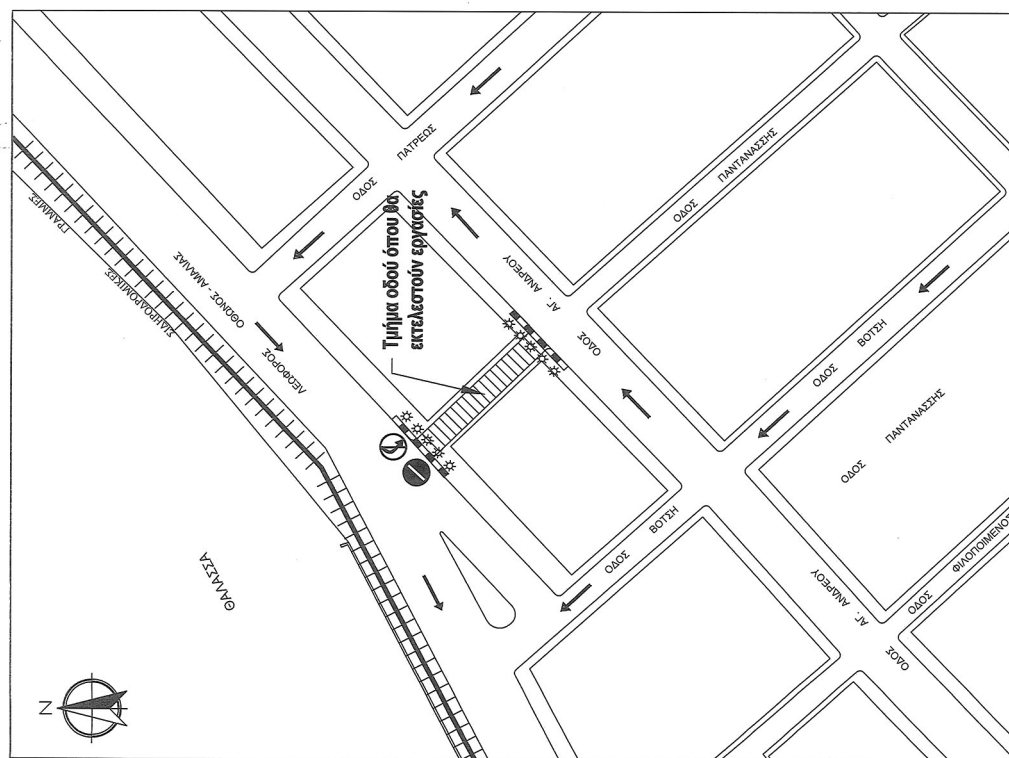 ΟΔΟΣ ΠΑΤΡΕΩΣ
ΟΔΟΣ ΠΑΝΤΑΝΑΣΣΗΣ
Τμήμα οδού όπου θα
εκτελεστούν εργασίες
ΓΡΑΜΜΕΣ
ΣΙΔΗΡΟΔΡΟΜΙΚΕΣ
ΛΕΩΦΟΡΟΣ ΟΘΩΝΟΣ - ΑΜΑΛΙΑΣ
ΟΔΟΣ ΑΓ. ΑΝΔΡΕΟΥ
ΟΔΟΣ ΒΟΤΣΗ
ΟΔΟΣ ΠΑΝΤΑΝΑΣΣΗΣ
ΟΔΟΣ ΒΟΤΣΗ
ΟΔΟΣ ΦΙΛΟΠΟΙΜΕΝΟΣ
ΟΔΟΣ ΑΓ. ΑΝΔΡΕΟΥ
ΘΑΛΑΣΣΑ
N